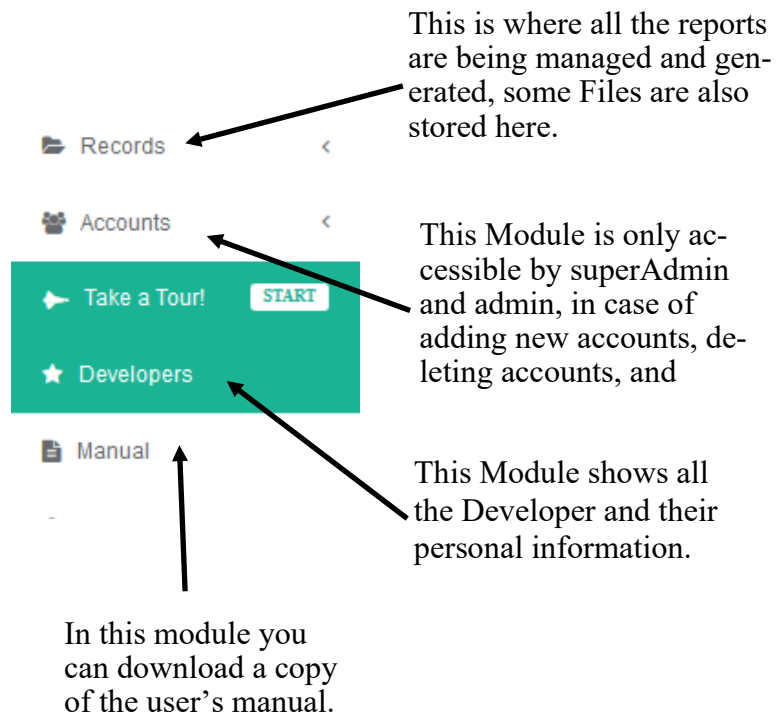 This is where all the reports
are being managed and gen-
erated, some Files are also
stored here.
Records
Accounts
This Module is only ac-
cessible by superAdmin
and admin, in case of
adding new accounts, de-
leting accounts, and
Take a Tour! START
Developers
Manual
This Module shows all
the Developer and their
personal information.
In this module you
can download a copy
of the user’s manual.